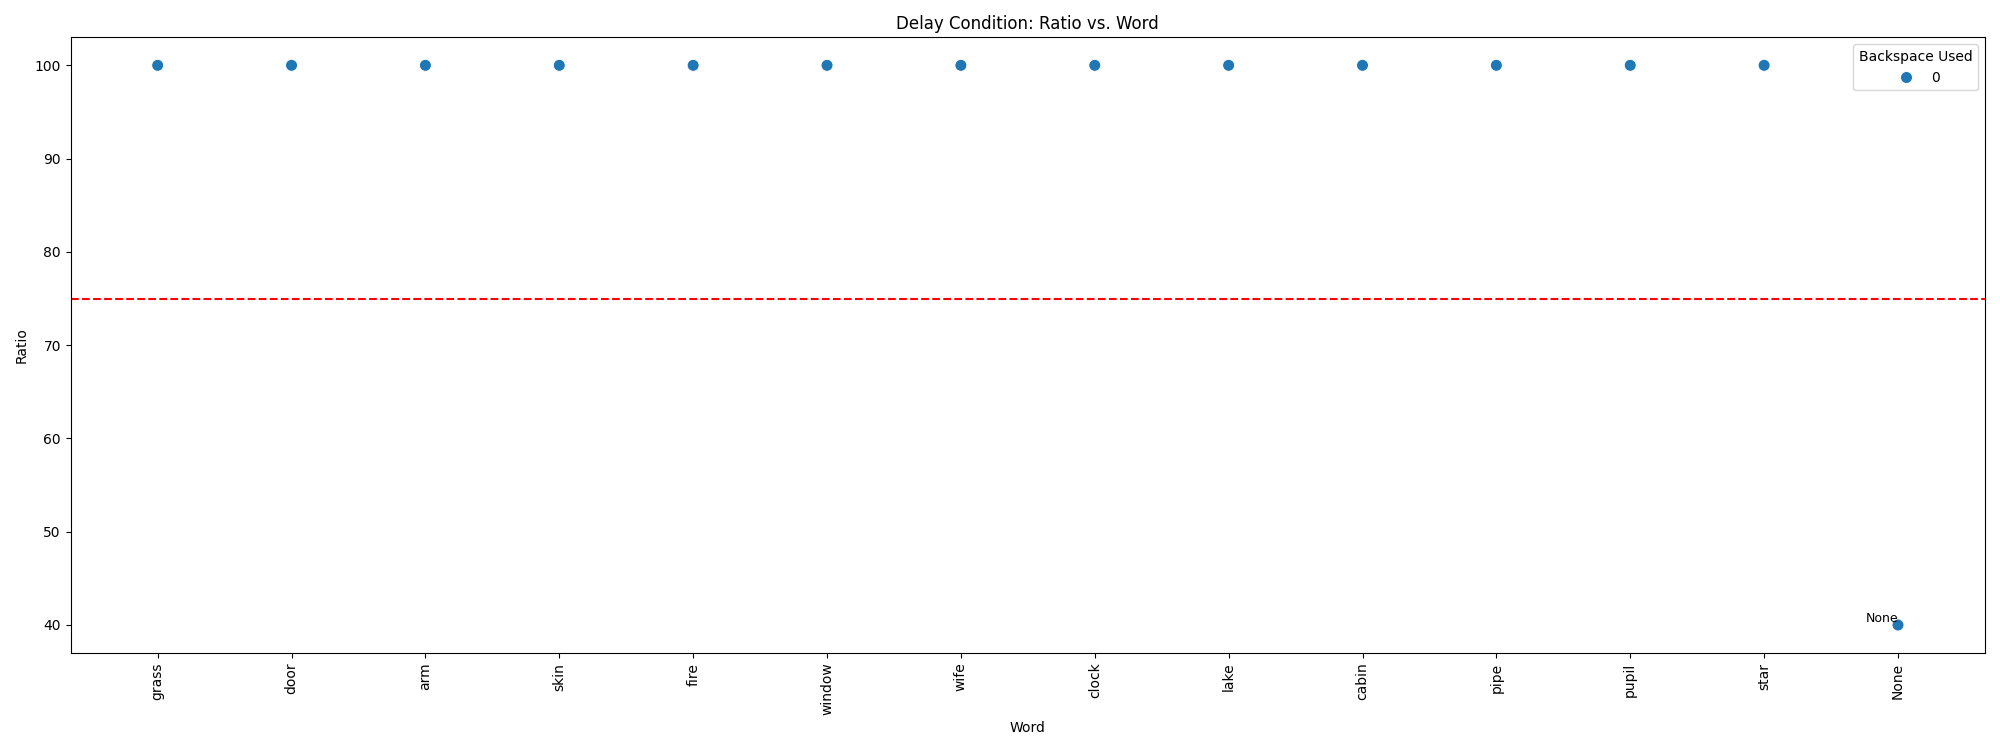 Delay Condition: Ratio vs. Word
Backspace Used
0
100
90
80
70
60
50
40
Ratio
None
grass
door
arm
skin
fire
window
wife
clock
lake
cabin
pipe
pupil
star
None
Word